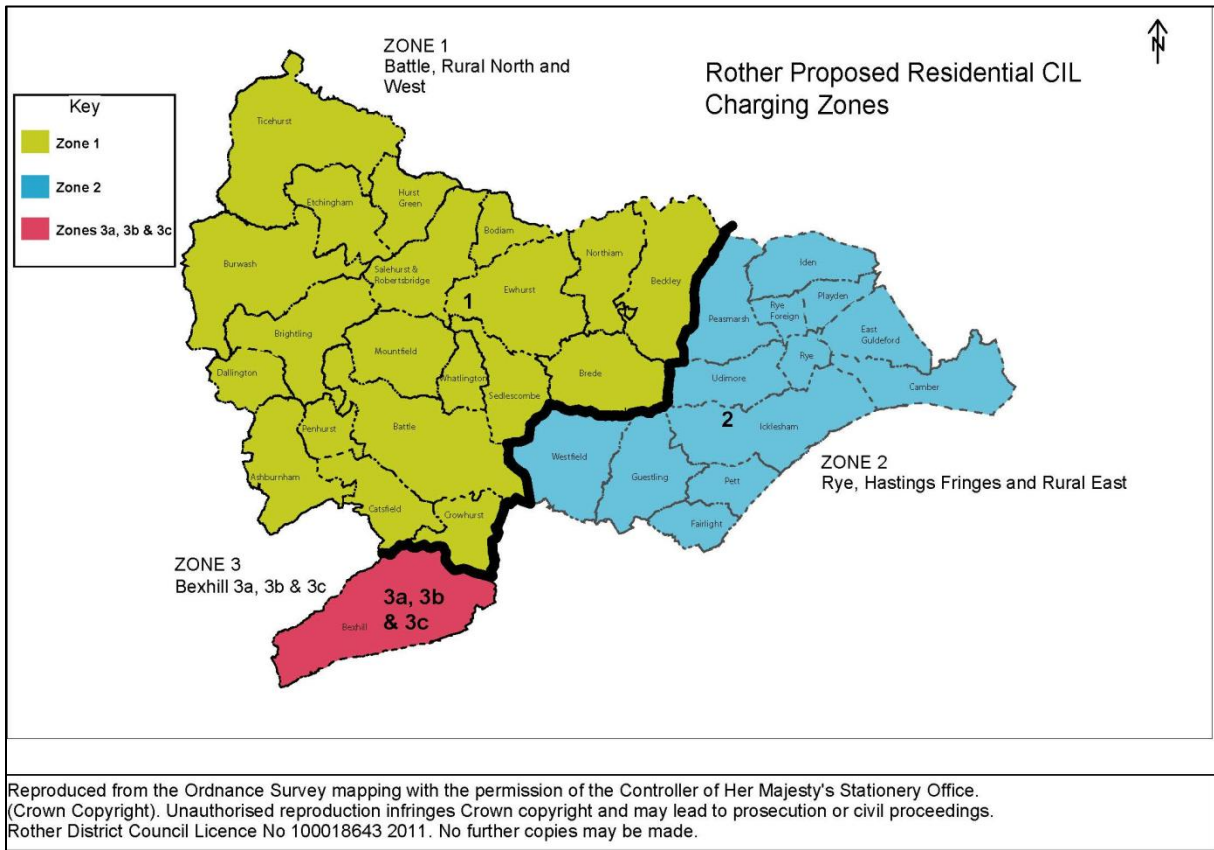 ZONE 1
Battle, Rural North and
West
N
Rother Proposed Residential CIL
Charging Zones
Key
Zone 1
Zone 2
Zones 3a, 3b & 3c
Ticehurst
Etchingham
Hurst
Green
Bodiam
Burwash
Salehurst &
Robertsbridge
Northiam
Beckley
1
Ewhurst
Brightling
Mountfield
Dallington
Whatlington
Sedlescombe
Brede
Penhurst
Battle
Ashburnham
Catsfield
Crowhurst
Iden
Playden
Rye
Foreign
Peasmarsh
East
Guldeford
Rye
Udimore
Camber
2
Icklesham
Westfield
Guestling
Pett
Fairlight
ZONE 2
Rye, Hastings Fringes and Rural East
ZONE 3
Bexhill 3a, 3b & 3c
3a, 3b
& 3c
Bexhill
Reproduced from the Ordnance Survey mapping with the permission of the Controller of Her Majesty's Stationery Office.
(Crown Copyright). Unauthorised reproduction infringes Crown copyright and may lead to prosecution or civil proceedings.
Rother District Council Licence No 100018643 2011. No further copies may be made.